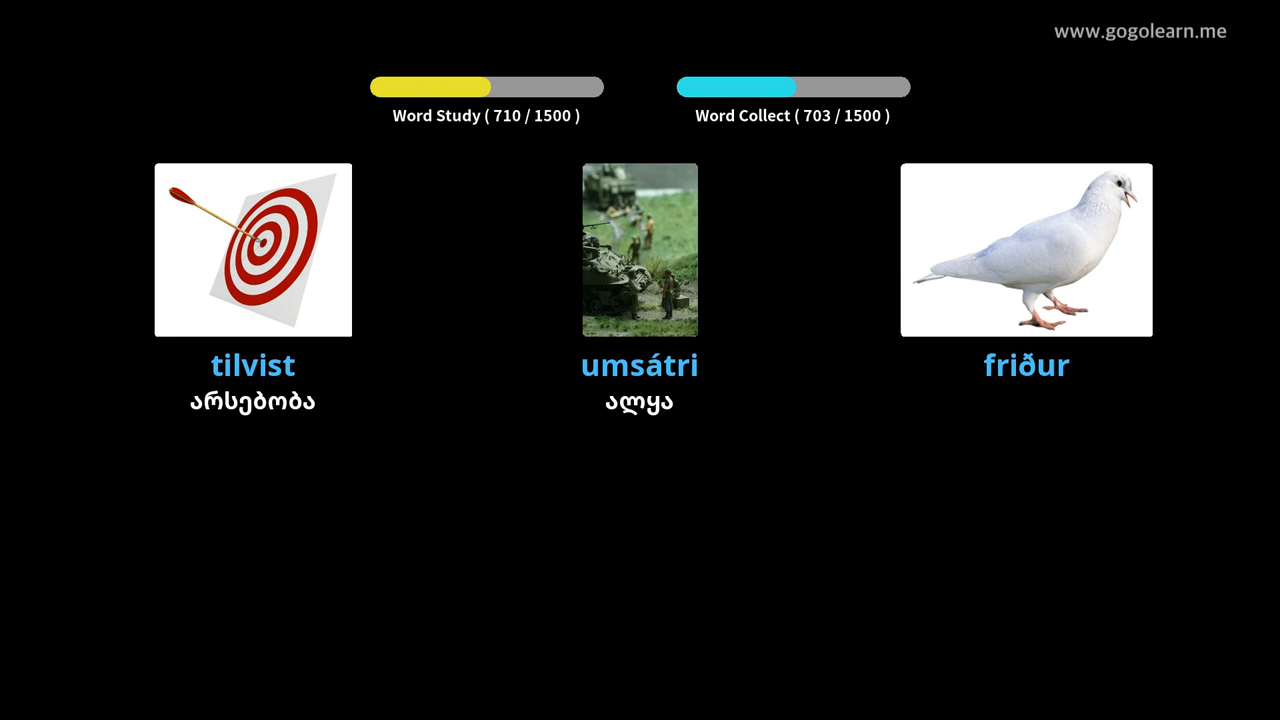 www.gogolearn.me
Word Study ( 710 / 1500 )
Word Collect ( 703 / 1500 )
tilvist
umsátri
friður
არსებობა
ალყა